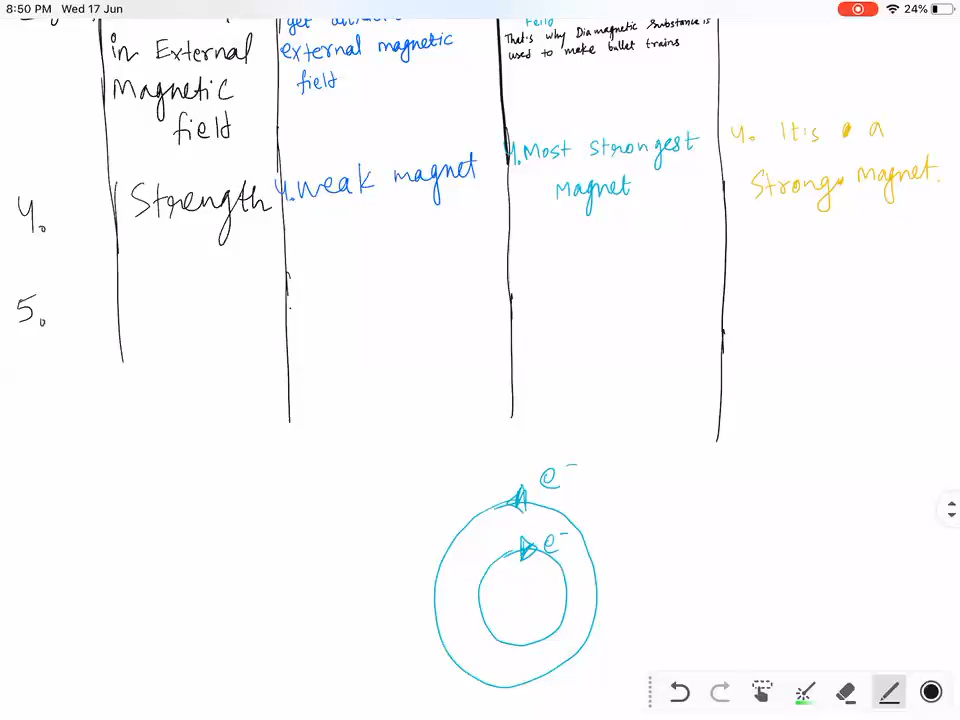 8:50 PM Wed 17 Jun
24%
in External
Magnetic
field
get
external magnetic
field
That's why Diamagnetic Substance is
used to make bullet trains
4.
Strength
4. Weak magnet
4. Most strongest
Magnet
4. It's a
Strong Magnet.
5.
e⁻
e⁻